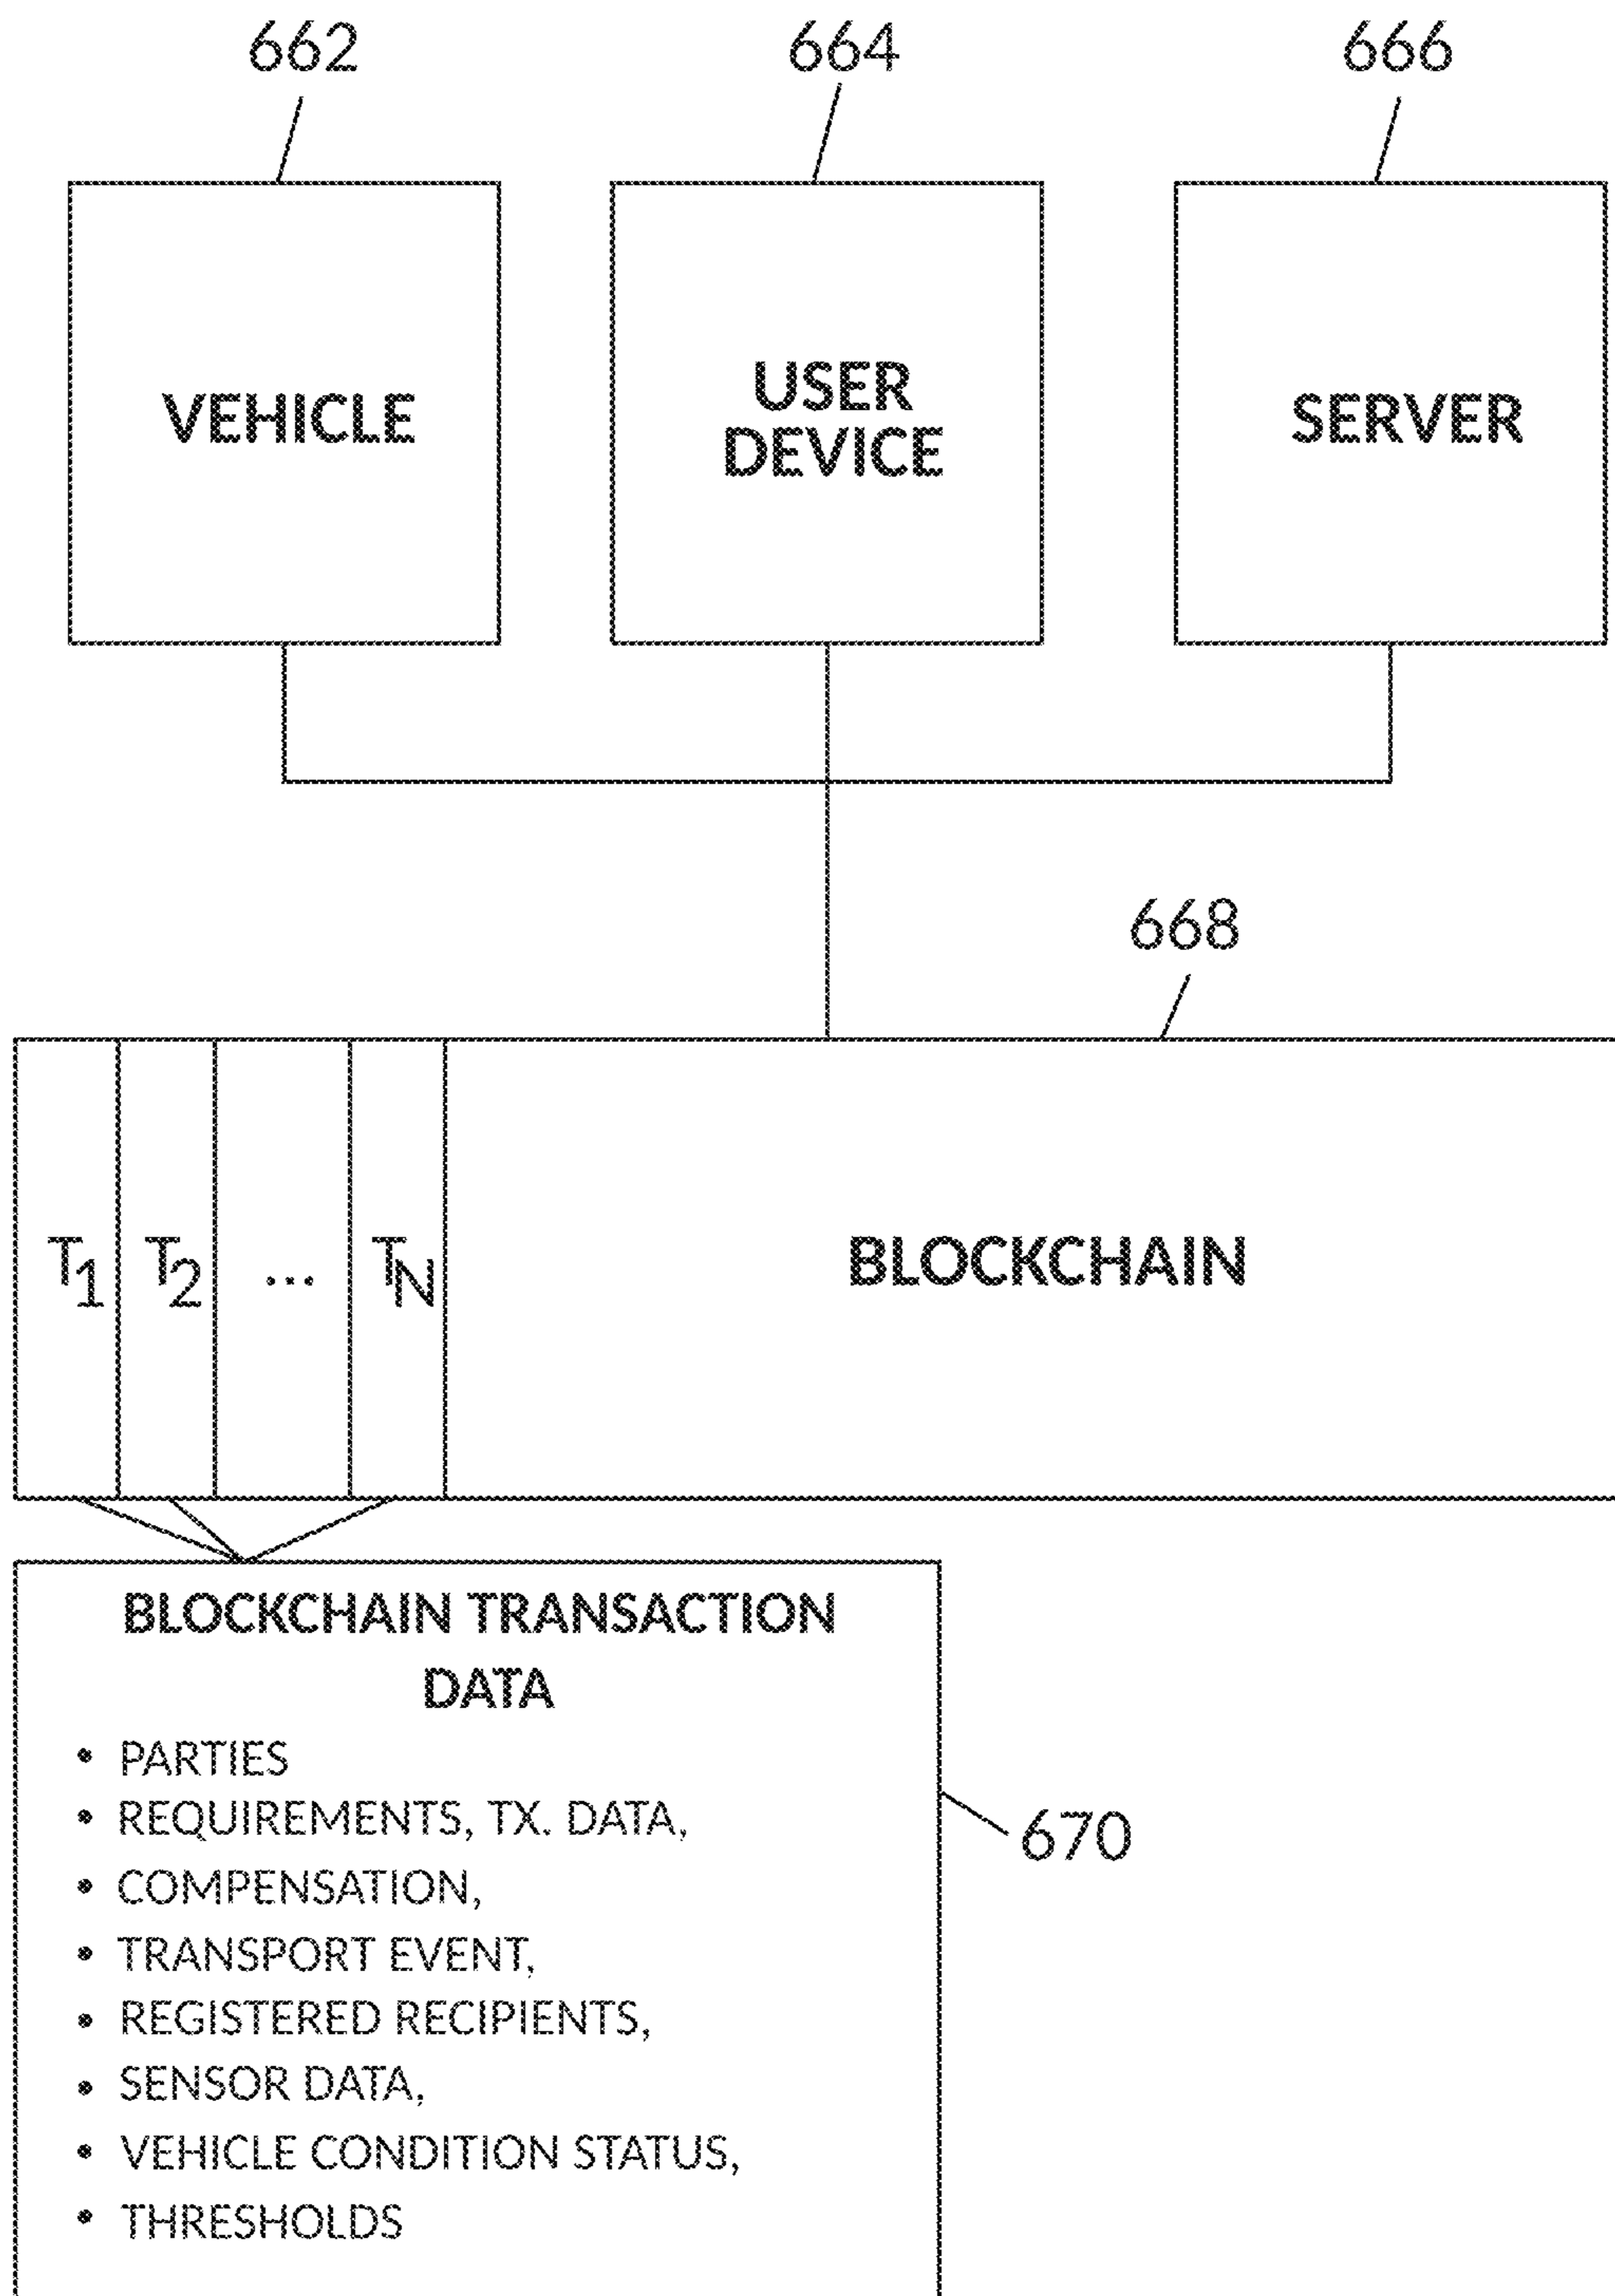 662
664
666
VEHICLE
USER
DEVICE
SERVER
668
T1
T2
...
TN
BLOCKCHAIN
BLOCKCHAIN TRANSACTION
DATA
• PARTIES
• REQUIREMENTS, TX. DATA,
• COMPENSATION,
• TRANSPORT EVENT,
• REGISTERED RECIPIENTS,
• SENSOR DATA,
• VEHICLE CONDITION STATUS,
• THRESHOLDS
670